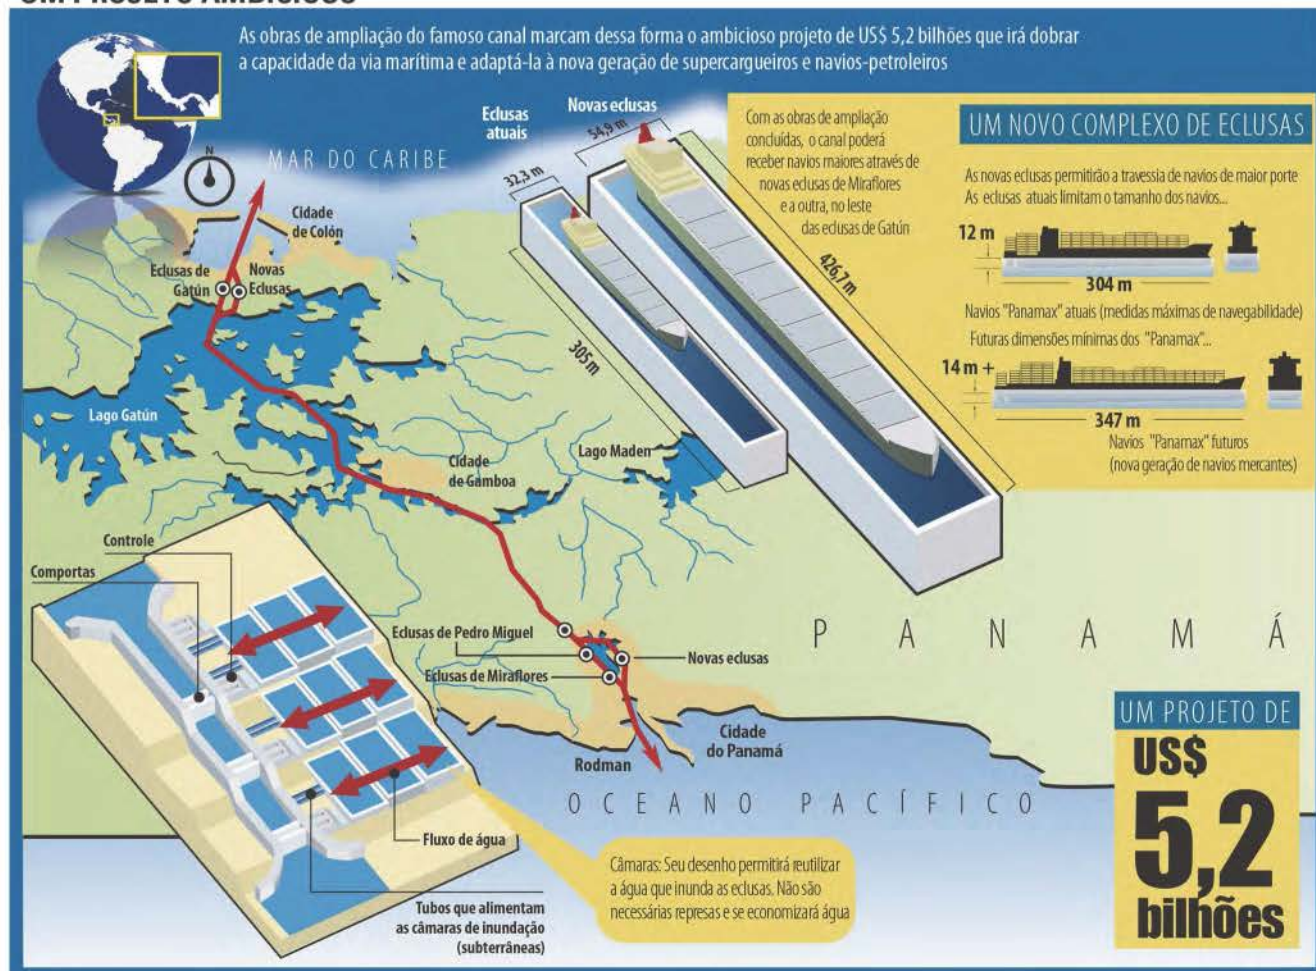 UM PROJETO AMBICIOSO
As obras de ampliação do famoso canal marcam dessa forma o ambicioso projeto de US$ 5,2 bilhões que irá dobrar
a capacidade da via marítima e adaptá-la à nova geração de supercargueiros e navios-petroleiros
N
MAR DO CARIBE
Cidade
de Colón
Eclusas de
Gatún
Novas
Eclusas
Lago Gatún
Cidade
de Gamboa
Lago Maden
Eclusas
atuais
Novas eclusas
32,3 m
54,9 m
305 m
426,7 m
Com as obras de ampliação
concluídas, o canal poderá
receber navios maiores através de
novas eclusas de Miraflores
e a outra, no leste
das eclusas de Gatún
UM NOVO COMPLEXO DE ECLUSAS
As novas eclusas permitirão a travessia de navios de maior porte
As eclusas atuais limitam o tamanho dos navios...
12 m
304 m
Navios "Panamax" atuais (medidas máximas de navegabilidade)
Futuras dimensões mínimas dos "Panamax"...
14 m +
347 m
Navios "Panamax" futuros
(nova geração de navios mercantes)
Controle
Comportas
Fluxo de água
Tubos que alimentam
as câmaras de inundação
(subterrâneas)
Eclusas de Pedro Miguel
Eclusas de Miraflores
Novas eclusas
PANAMÁ
Rodman
Cidade
do Panamá
OCEANO PACÍFICO
Câmaras: Seu desenho permitirá reutilizar
a água que inunda as eclusas. Não são
necessárias represas e se economizará água
UM PROJETO DE
US$
5,2
bilhões